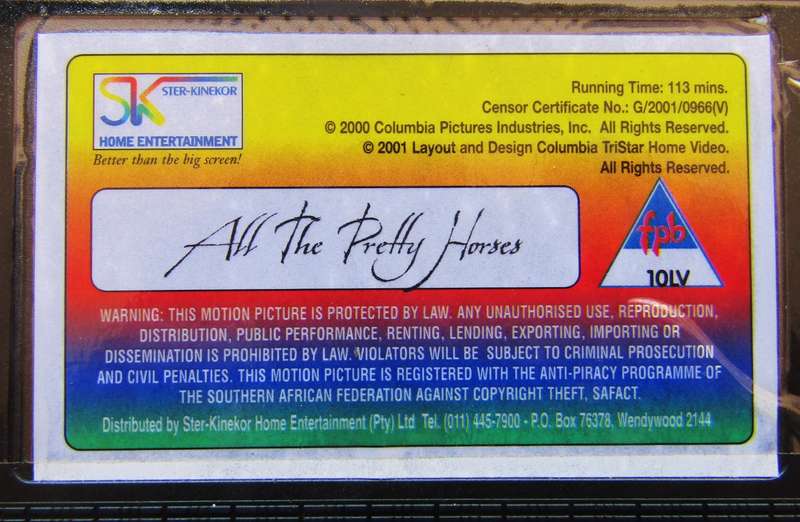 SK STER-KINEKOR
HOME ENTERTAINMENT
Better than the big screen!
Running Time: 113 mins.
Censor Certificate No.: G/2001/0966(V)
© 2000 Columbia Pictures Industries, Inc. All Rights Reserved.
© 2001 Layout and Design Columbia TriStar Home Video.
All Rights Reserved.
All The Pretty Horses
fpb
10LV
WARNING: THIS MOTION PICTURE IS PROTECTED BY LAW. ANY UNAUTHORISED USE, REPRODUCTION,
DISTRIBUTION, PUBLIC PERFORMANCE, RENTING, LENDING, EXPORTING, IMPORTING OR
DISSEMINATION IS PROHIBITED BY LAW. VIOLATORS WILL BE SUBJECT TO CRIMINAL PROSECUTION
AND CIVIL PENALTIES. THIS MOTION PICTURE IS REGISTERED WITH THE ANTI-PIRACY PROGRAMME OF
THE SOUTHERN AFRICAN FEDERATION AGAINST COPYRIGHT THEFT, SAFACT.
Distributed by Ster-Kinekor Home Entertainment (Pty) Ltd Tel. (011) 445-7900 - P.O. Box 76378, Wendywood 2144